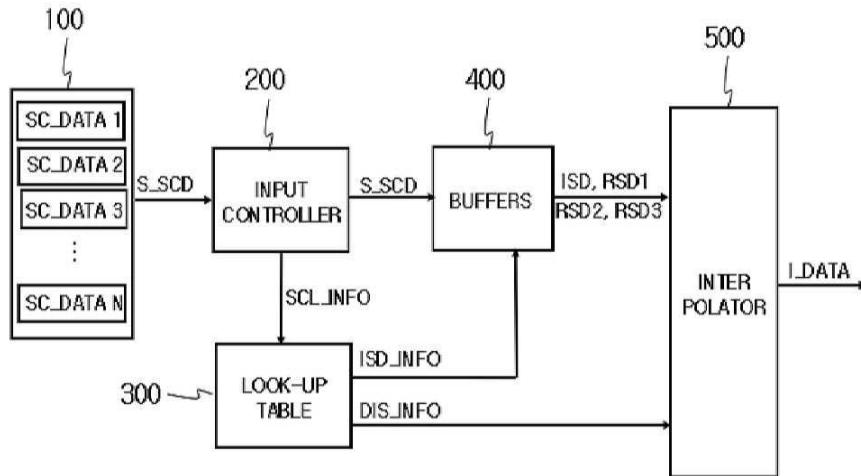 100
SC_DATA 1
SC_DATA 2
SC_DATA 3
⋮
SC_DATA N
S_SCD
200
INPUT
CONTROLLER
S_SCD
400
BUFFERS
ISD, RSD1
RSD2, RSD3
500
INTER
POLATOR
I_DATA
SCL_INFO
300
LOOK-UP
TABLE
ISD_INFO
DIS_INFO